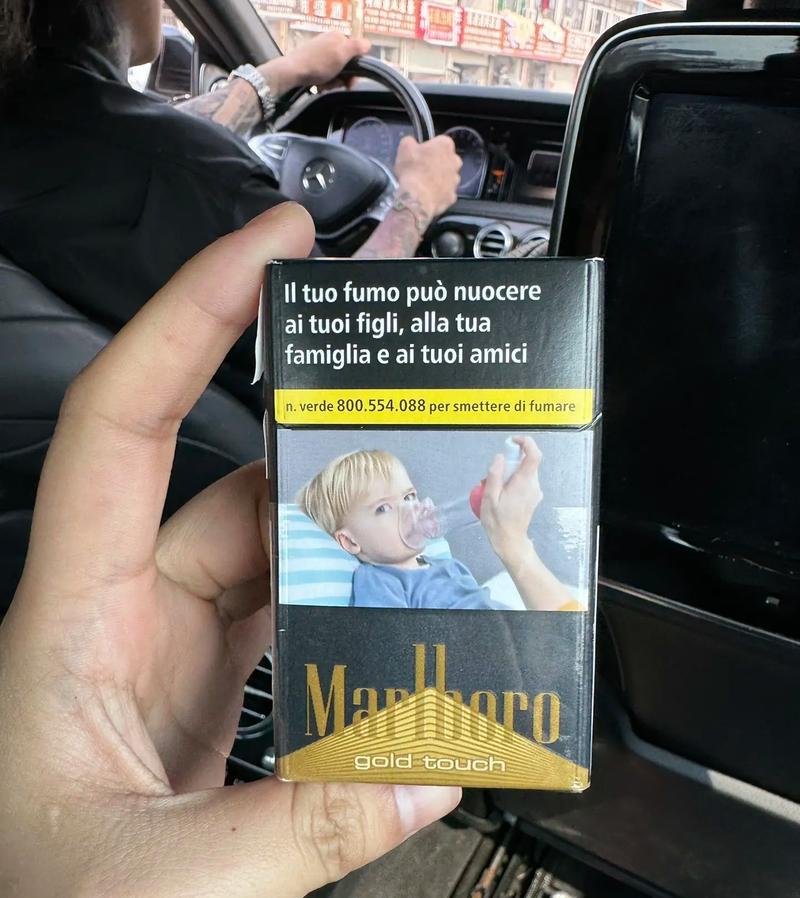 Il tuo fumo può nuocere
ai tuoi figli, alla tua
famiglia e ai tuoi amici
n. verde 800.554.088 per smettere di fumare
Marlboro
gold touch